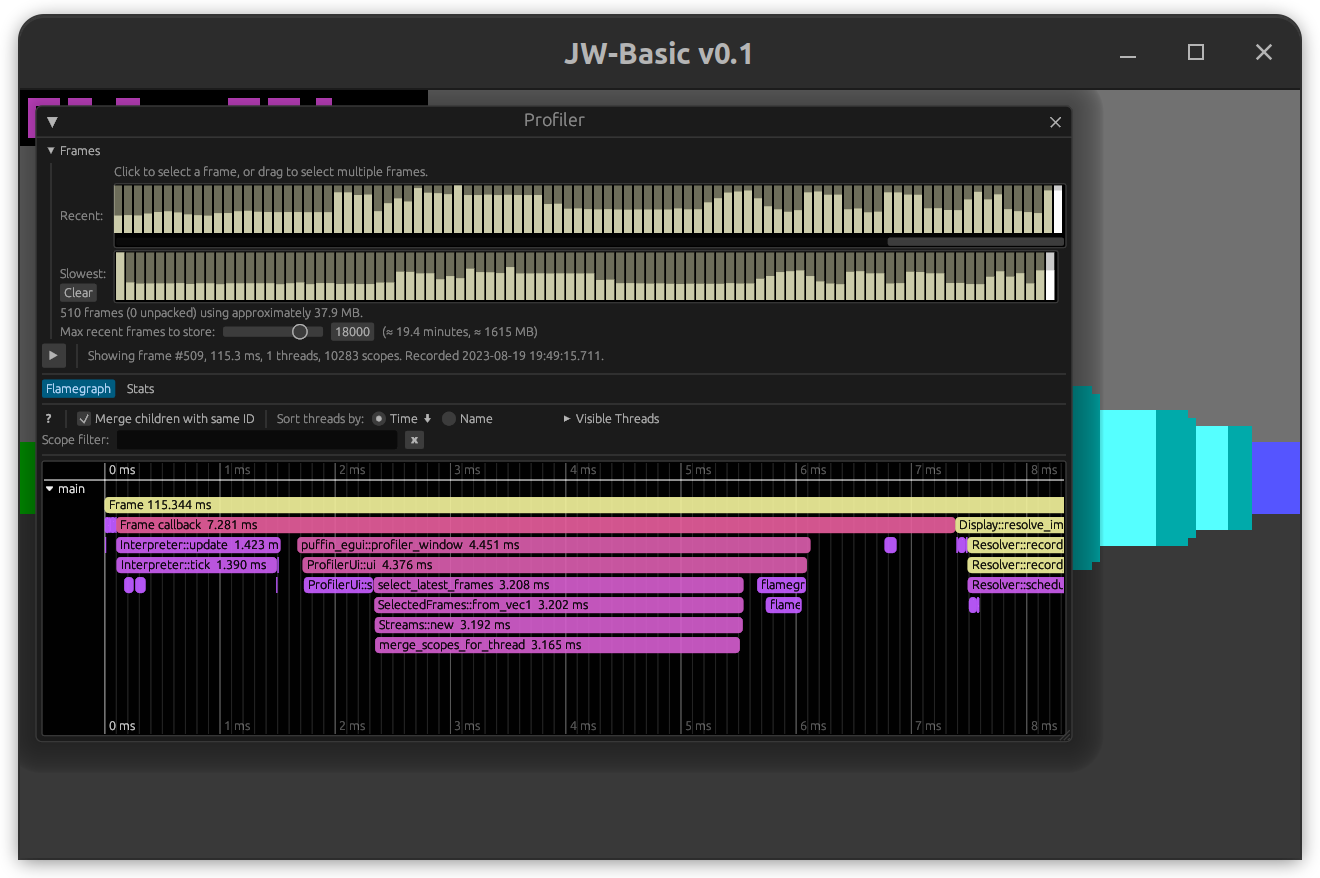 JW-Basic v0.1
Profiler
Frames
Click to select a frame, or drag to select multiple frames.
Recent:
Slowest:
Clear
510 frames (0 unpacked) using approximately 37.9 MB.
Max recent frames to store: 18000 (≈ 19.4 minutes, ≈ 1615 MB)
Showing frame #509, 115.3 ms, 1 threads, 10283 scopes. Recorded 2023-08-19 19:49:15.711.
Flamegraph Stats
? Merge children with same ID Sort threads by: Time Name Visible Threads
Scope filter: x
0 ms 1 ms 2 ms 3 ms 4 ms 5 ms 6 ms 7 ms 8 ms
main
Frame 115.344 ms
Frame callback 7.281 ms Display::resolve_im
Interpreter::update 1.423 m puffin_egui::profiler_window 4.451 ms Resolver::record
Interpreter::tick 1.390 ms ProfilerUi::ui 4.376 ms Resolver::record
ProfilerUi::s select_latest_frames 3.208 ms flamegr Resolver::schedu
SelectedFrames::from_vec1 3.202 ms flame
Streams::new 3.192 ms
merge_scopes_for_thread 3.165 ms
0 ms 1 ms 2 ms 3 ms 4 ms 5 ms 6 ms 7 ms 8 ms